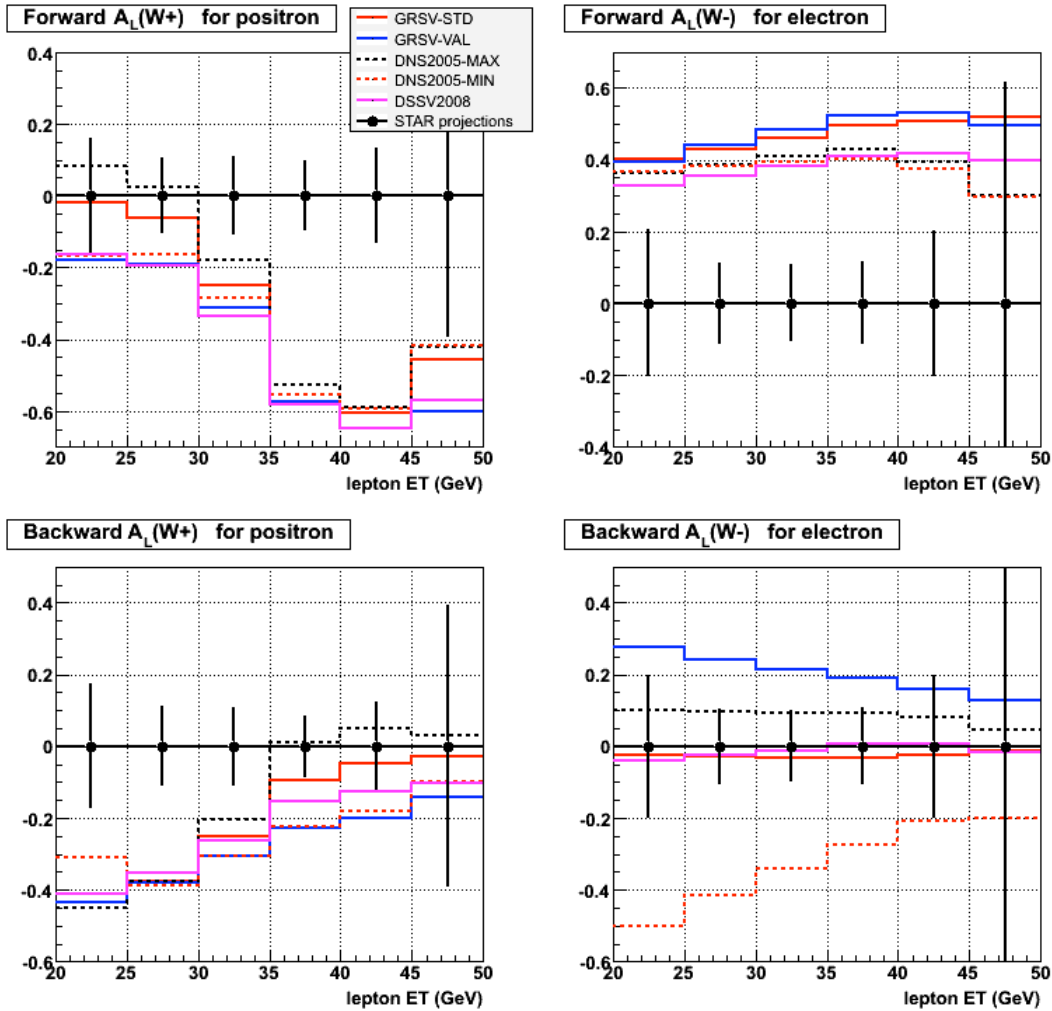 Forward A_L(W+) for positron
GRSV-STD
GRSV-VAL
DNS2005-MAX
DNS2005-MIN
DSSV2008
STAR projections
0.4
0.2
0
-0.2
-0.4
-0.6
20 25 30 35 40 45 50
lepton ET (GeV)
Forward A_L(W-) for electron
0.6
0.4
0.2
0
-0.2
-0.4
20 25 30 35 40 45 50
lepton ET (GeV)
Backward A_L(W+) for positron
0.4
0.2
0
-0.2
-0.4
-0.6
20 25 30 35 40 45 50
lepton ET (GeV)
Backward A_L(W-) for electron
0.4
0.2
0
-0.2
-0.4
-0.6
20 25 30 35 40 45 50
lepton ET (GeV)